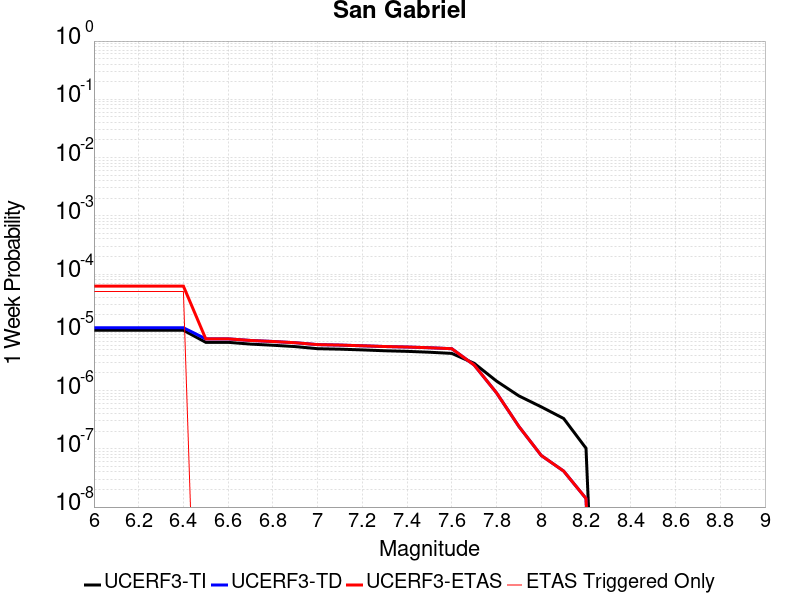 San Gabriel
10^0
10^-1
10^-2
10^-3
10^-4
10^-5
10^-6
10^-7
10^-8
1 Week Probability
6 6.2 6.4 6.6 6.8 7 7.2 7.4 7.6 7.8 8 8.2 8.4 8.6 8.8 9
Magnitude
UCERF3-TI UCERF3-TD UCERF3-ETAS ETAS Triggered Only